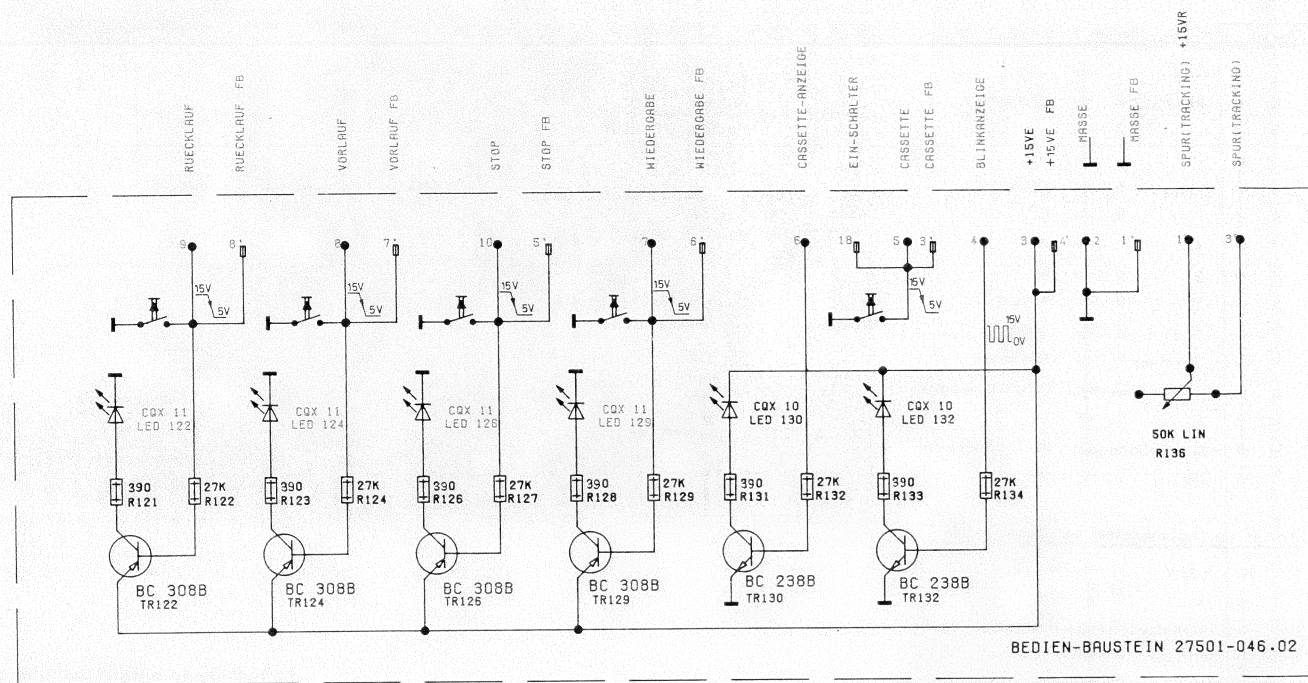 RUECKLAUF
RUECKLAUF FB
VORLAUF
VORLAUF FB
STOP
STOP FB
WIEDERGABE
WIEDERGABE FB
CASSETTE-ANZEIGE
EIN-SCHALTER
CASSETTE
CASSETTE FB
BLINKANZEIGE
+15VE
+15VE FB
MASSE
MASSE FB
SPUR(TRACKING) +15VR
SPUR(TRACKING)
9 8' 8 7' 10 5' 7 6' 6 18 5 3' 4 3 4' 2 1' 1 3'
15V 5V
15V 5V
15V 5V
15V 5V
15V 5V
15V 0V
CQX 11
LED 122
CQX 11
LED 124
CQX 11
LED 126
CQX 11
LED 129
CQX 10
LED 130
CQX 10
LED 132
50K LIN
R136
390
R121
27K
R122
390
R123
27K
R124
390
R126
27K
R127
390
R128
27K
R129
390
R131
27K
R132
390
R133
27K
R134
BC 308B
TR122
BC 308B
TR124
BC 308B
TR126
BC 308B
TR129
BC 238B
TR130
BC 238B
TR132
BEDIEN-BAUSTEIN 27501-046.02